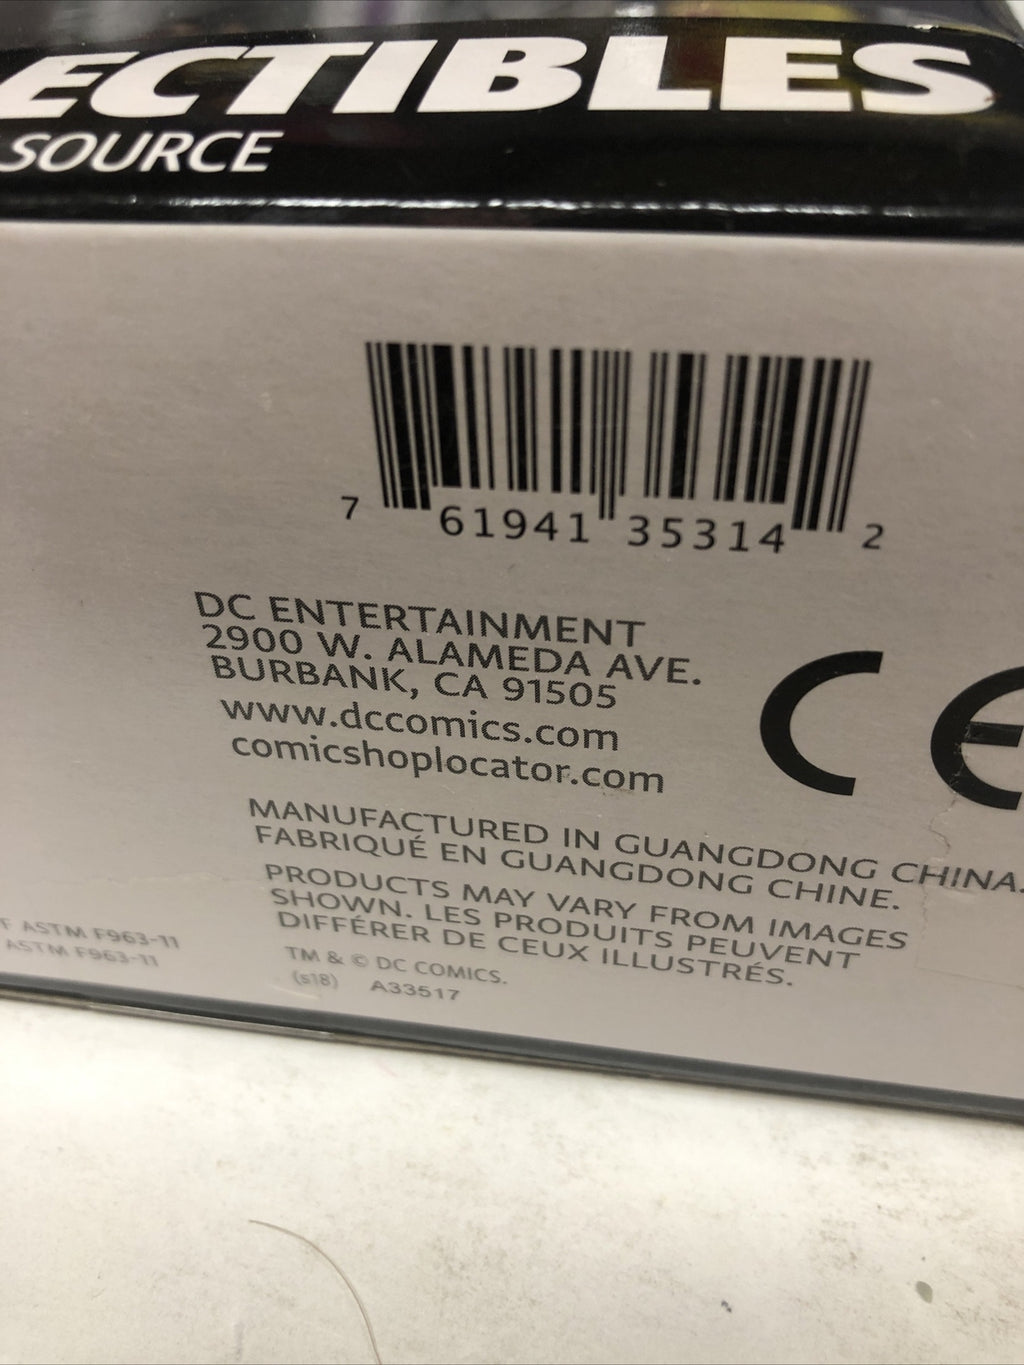 ECTIBLES
SOURCE
7 61941 35314 2
DC ENTERTAINMENT
2900 W. ALAMEDA AVE.
BURBANK, CA 91505
www.dccomics.com
comicshoplocator.com
CE
MANUFACTURED IN GUANGDONG CHINA.
FABRIQUÉ EN GUANGDONG CHINE.
PRODUCTS MAY VARY FROM IMAGES
SHOWN. LES PRODUITS PEUVENT
DIFFÉRER DE CEUX ILLUSTRÉS.
F ASTM F963-11
ASTM F963-11
TM & © DC COMICS.
(s18) A33517